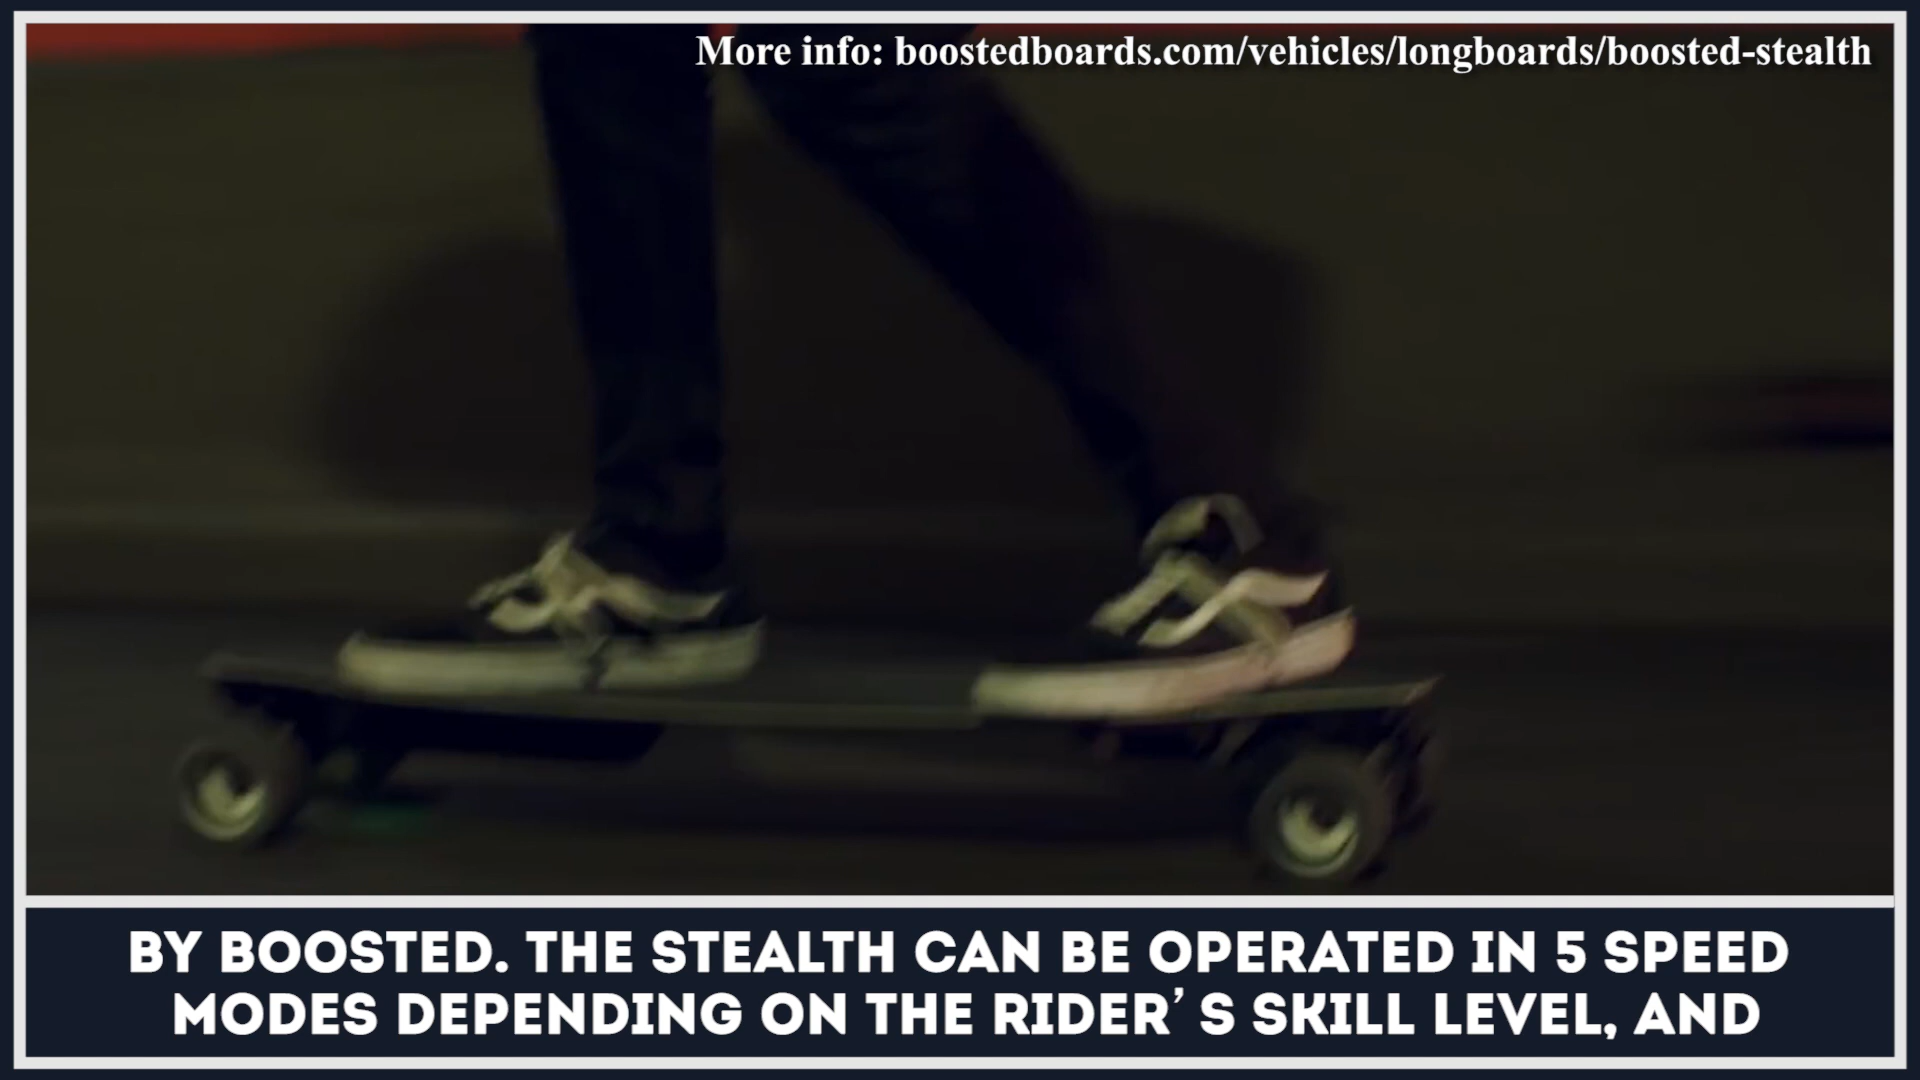 More info: boostedboards.com/vehicles/longboards/boosted-stealth
BY BOOSTED. THE STEALTH CAN BE OPERATED IN 5 SPEED
MODES DEPENDING ON THE RIDER'S SKILL LEVEL, AND